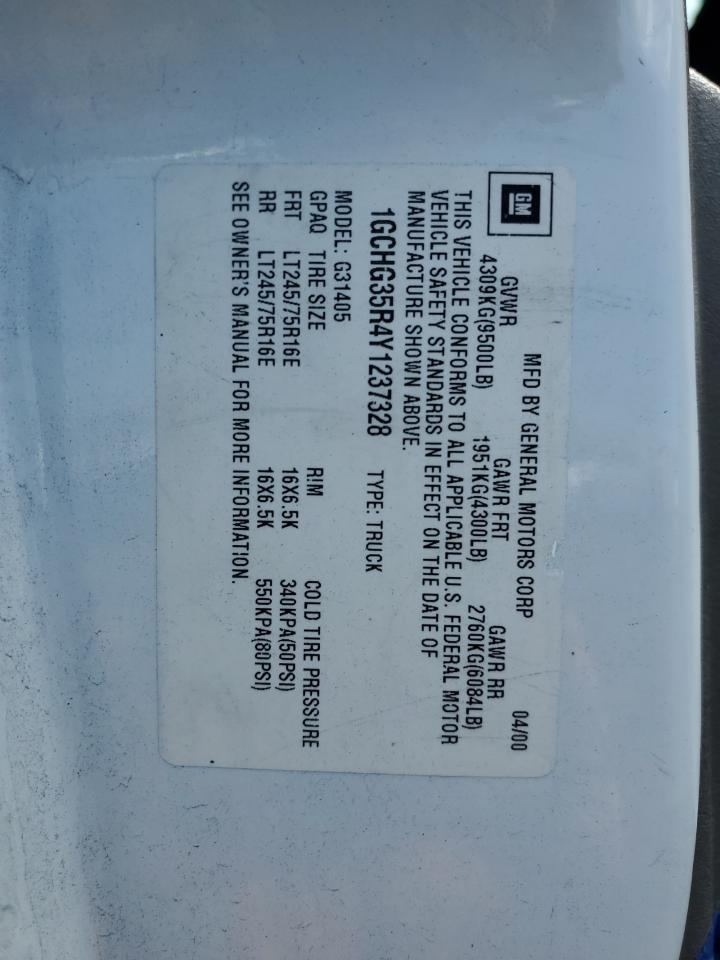 GM
MFD BY GENERAL MOTORS CORP 04/00
GVWR GAWR FRT GAWR RR
4309KG(9500LB) 1951KG(4300LB) 2760KG(6084LB)
THIS VEHICLE CONFORMS TO ALL APPLICABLE U.S. FEDERAL MOTOR
VEHICLE SAFETY STANDARDS IN EFFECT ON THE DATE OF
MANUFACTURE SHOWN ABOVE.
1GCHG35R4Y1237328 TYPE: TRUCK
MODEL: G31405
GPAQ TIRE SIZE RIM COLD TIRE PRESSURE
FRT LT245/75R16E 16X6.5K 340KPA(50PSI)
RR LT245/75R16E 16X6.5K 550KPA(80PSI)
SEE OWNER'S MANUAL FOR MORE INFORMATION.